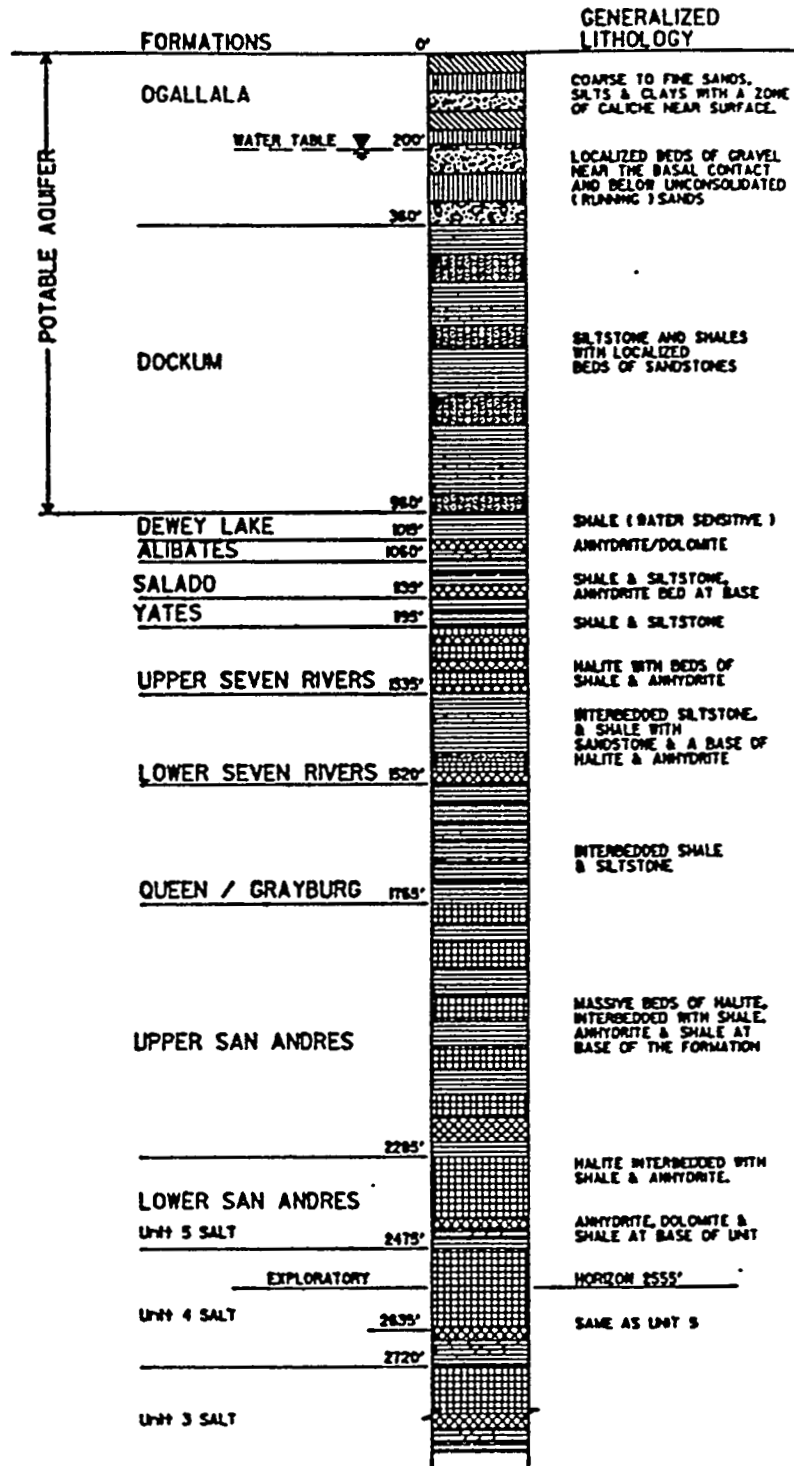 FORMATIONS
0'
GENERALIZED
LITHOLOGY
POTABLE AQUIFER
OGALLALA
COARSE TO FINE SANDS,
SILTS & CLAYS WITH A ZONE
OF CALICHE NEAR SURFACE.
WATER TABLE
200'
LOCALIZED BEDS OF GRAVEL
NEAR THE BASAL CONTACT
AND BELOW UNCONSOLIDATED
(RUNNING) SANDS
360'
DOCKUM
SILTSTONE AND SHALES
WITH LOCALIZED
BEDS OF SANDSTONES
960'
DEWEY LAKE
1015'
SHALE (WATER SENSITIVE)
ALIBATES
1060'
ANHYDRITE/DOLOMITE
SALADO
SHALE & SILTSTONE,
ANHYDRITE BED AT BASE
YATES
1195'
SHALE & SILTSTONE
UPPER SEVEN RIVERS 1335'
HALITE WITH BEDS OF
SHALE & ANHYDRITE
INTERBEDDED SILTSTONE,
& SHALE WITH
SANDSTONE & A BASE OF
HALITE & ANHYDRITE
LOWER SEVEN RIVERS 1520'
INTERBEDDED SHALE
& SILTSTONE
QUEEN / GRAYBURG 1765'
UPPER SAN ANDRES
MASSIVE BEDS OF HALITE,
INTERBEDDED WITH SHALE,
ANHYDRITE & SHALE AT
BASE OF THE FORMATION
2285'
HALITE INTERBEDDED WITH
SHALE & ANHYDRITE.
LOWER SAN ANDRES
Unit 5 SALT
2475'
ANHYDRITE, DOLOMITE &
SHALE AT BASE OF UNIT
EXPLORATORY
HORIZON 2555'
Unit 4 SALT
2635'
SAME AS UNIT 5
2720'
Unit 3 SALT